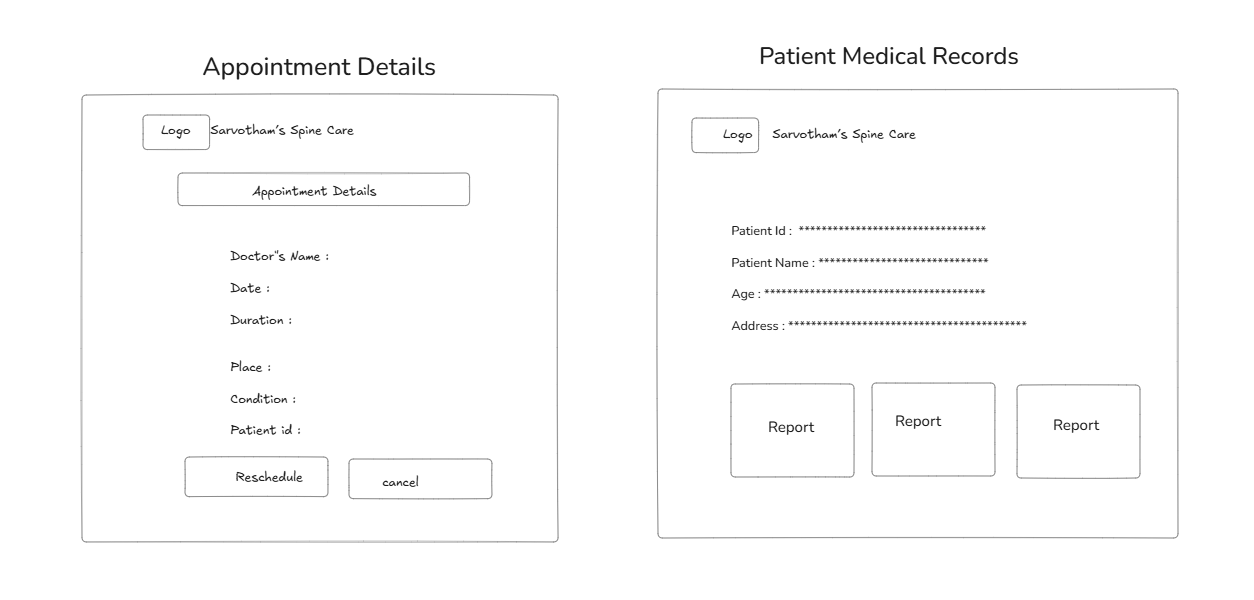 Appointment Details
Logo Sarvotham's Spine Care
Appointment Details
Doctor"s Name :
Date :
Duration :
Place :
Condition :
Patient id :
Reschedule cancel
Patient Medical Records
Logo Sarvotham's Spine Care
Patient Id : *********************************
Patient Name : ******************************
Age : ***************************************
Address : ******************************************
Report Report Report